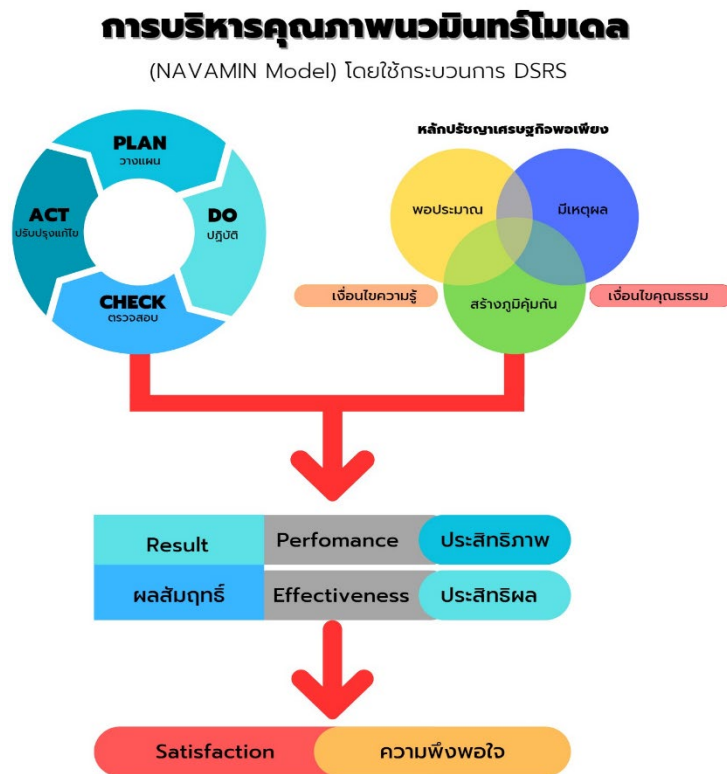 การบริหารคุณภาพนวมินทร์โมเดล
(NAVAMIN Model) โดยใช้กระบวนการ DSRS
PLAN
วางแผน
ACT
ปรับปรุงแก้ไข
DO
ปฏิบัติ
CHECK
ตรวจสอบ
หลักปรัชญาเศรษฐกิจพอเพียง
พอประมาณ
มีเหตุผล
เงื่อนไขความรู้
สร้างภูมิคุ้มกัน
เงื่อนไขคุณธรรม
Result
Perfomance
ประสิทธิภาพ
ผลสัมฤทธิ์
Effectiveness
ประสิทธิผล
Satisfaction
ความพึงพอใจ